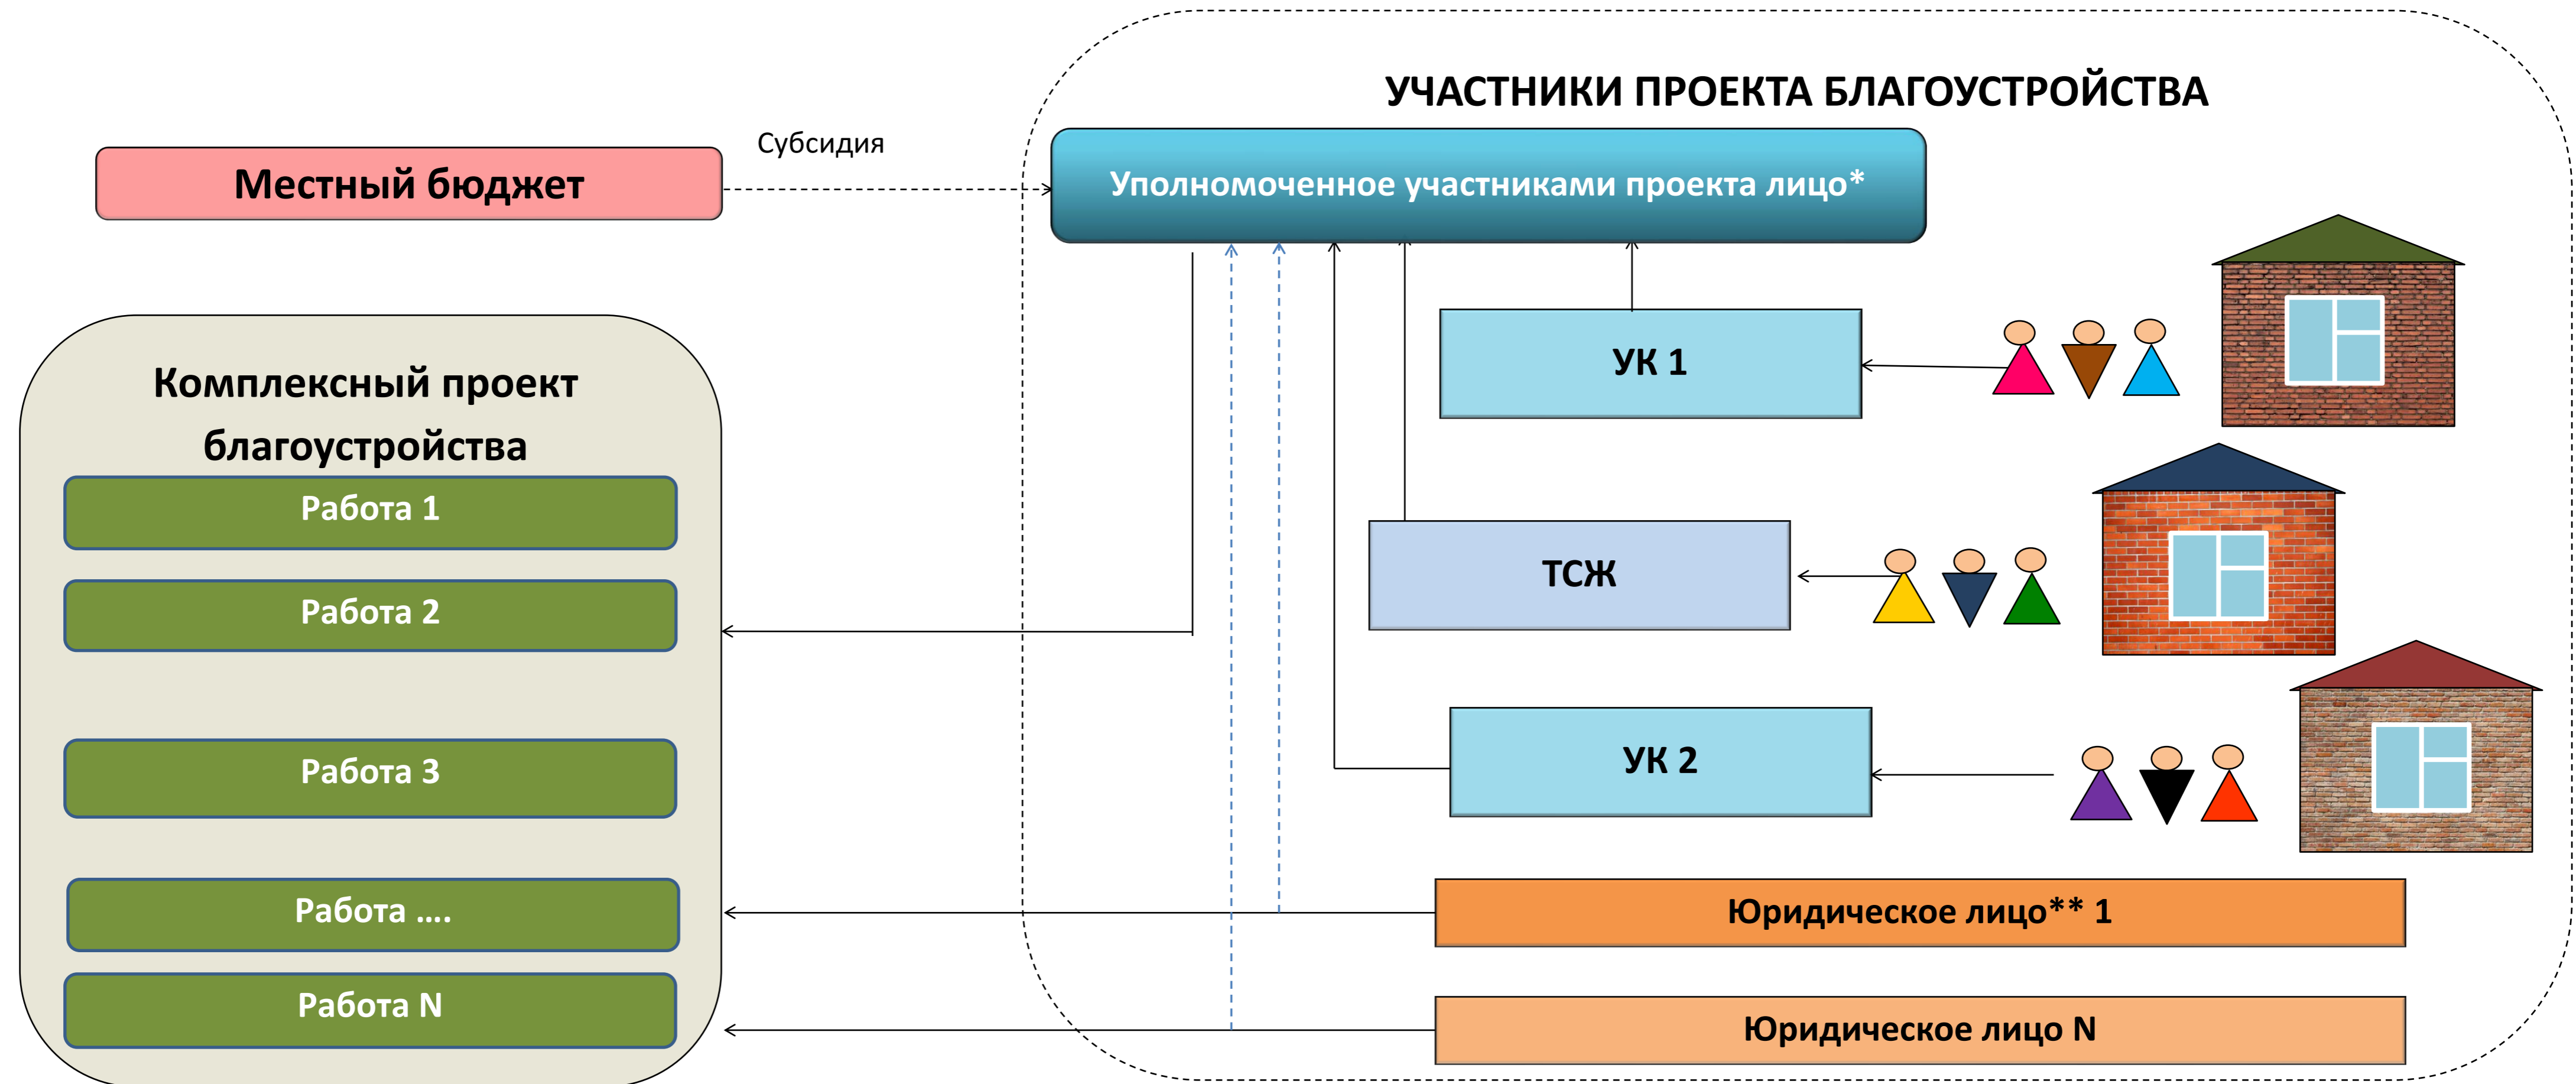 УЧАСТНИКИ ПРОЕКТА БЛАГОУСТРОЙСТВА
Субсидия
Местный бюджет
Уполномоченное участниками проекта лицо*
Комплексный проект
благоустройства
Работа 1
Работа 2
Работа 3
Работа ....
Работа N
УК 1
ТСЖ
УК 2
Юридическое лицо** 1
Юридическое лицо N